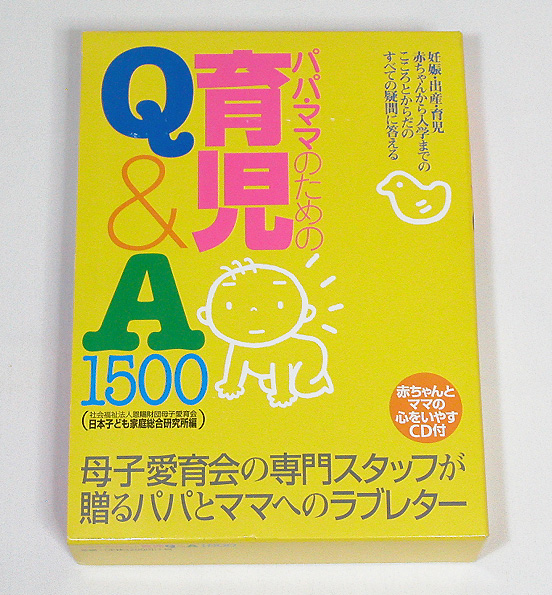 妊娠・出産・育児
赤ちゃんから入学までの
こころとからだの
すべての疑問に答える
パパ・ママのための
育児
Q
&
A
1500
社会福祉法人恩賜財団母子愛育会
日本子ども家庭総合研究所編
赤ちゃんと
ママの
心をいやす
CD付
母子愛育会の専門スタッフが
贈るパパとママへのラブレター